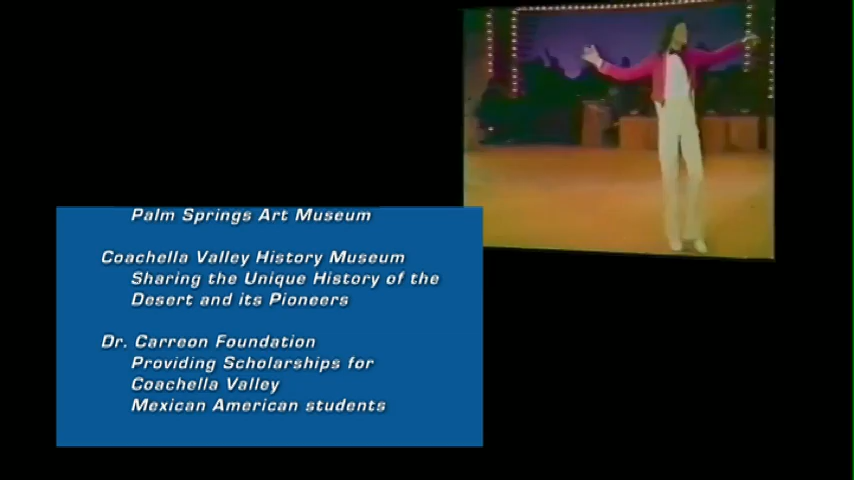 Palm Springs Art Museum
Coachella Valley History Museum
Sharing the Unique History of the
Desert and its Pioneers
Dr. Carreon Foundation
Providing Scholarships for
Coachella Valley
Mexican American students